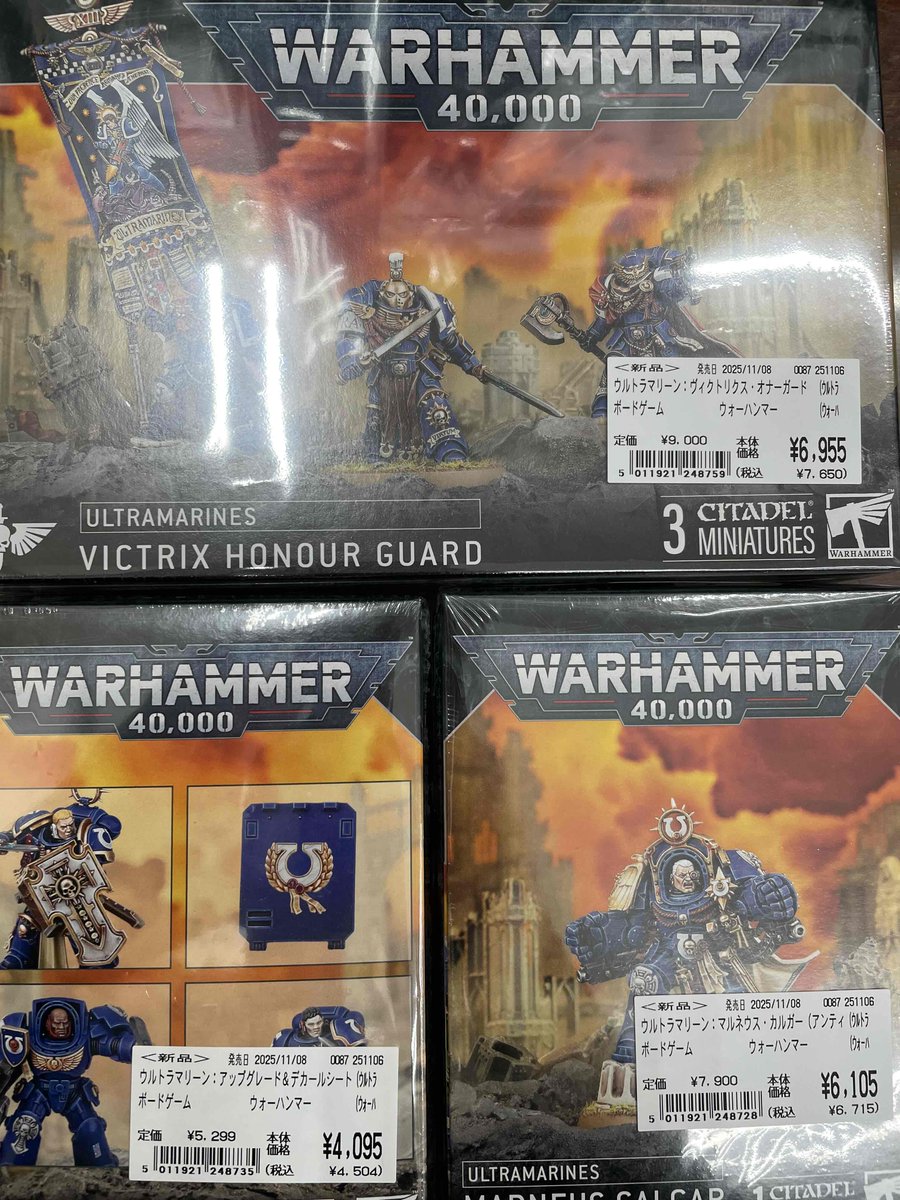 XIII
WARHAMMER
40,000
ULTRAMARINES
<新品> 発売日 2025/11/08 0087 251106
ウルトラマリーン:ヴィクトリクス・オナーガード (ウルトラ
ボードゲーム ウォーハンマー (ウォーハ
定価 ¥9.000 本体価格 ¥6,955
5 011921 248759 (税込 ¥7.650)
ULTRAMARINES
VICTRIX HONOUR GUARD
3 CITADEL
MINIATURES
WARHAMMER
WARHAMMER
40,000
<新品> 発売日 2025/11/08 0087 251106
ウルトラマリーン:アップグレード&デカールシート (ウルトラ
ボードゲーム ウォーハンマー (ウォーハ
定価 ¥5.299 本体価格 ¥4,095
5 011921 248735 (税込 ¥4.504)
WARHAMMER
40,000
<新品> 発売日 2025/11/08 0087 251106
ウルトラマリーン:マルネウス・カルガー (アンティ (ウルトラ
ボードゲーム ウォーハンマー (ウォーハ
定価 ¥7.900 本体価格 ¥6,105
5 011921 248728 (税込 ¥6.715)
ULTRAMARINES
MARNEUS CALGAR
1 CITADEL